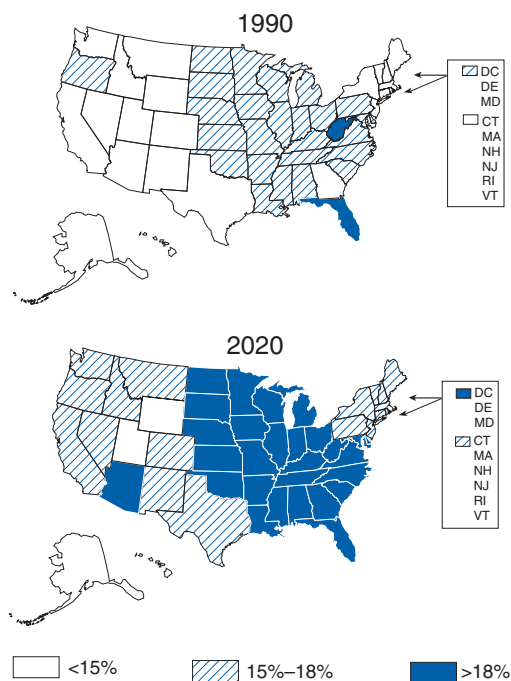 1990
DC
DE
MD
CT
MA
NH
NJ
RI
VT
2020
DC
DE
MD
CT
MA
NH
NJ
RI
VT
<15%
15%–18%
>18%